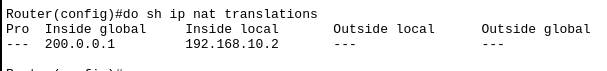 Router(config)#do sh ip nat translations
Pro  Inside global     Inside local       Outside local      Outside global
---  200.0.0.1         192.168.10.2       ---                ---